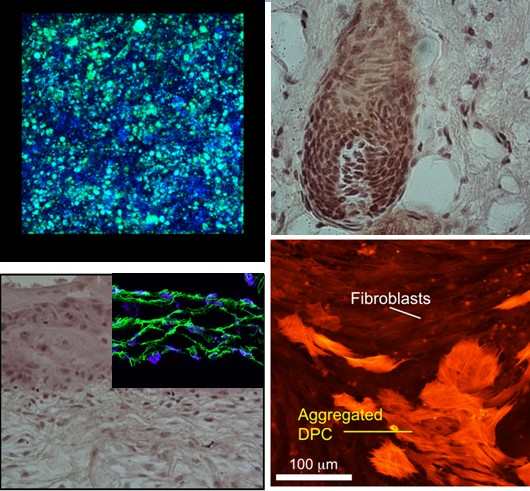 Fibroblasts
Aggregated
DPC
100 μm